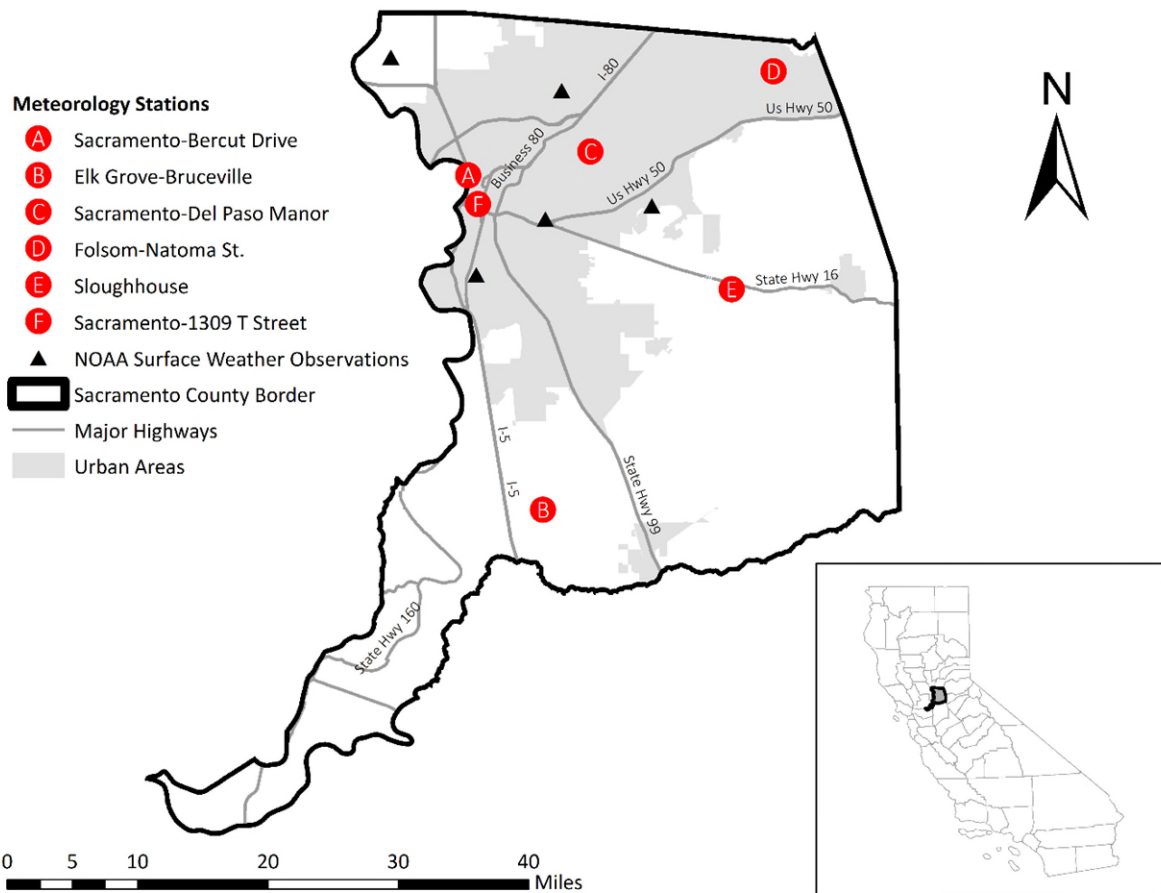 Meteorology Stations
A Sacramento-Bercut Drive
B Elk Grove-Bruceville
C Sacramento-Del Paso Manor
D Folsom-Natoma St.
E Sloughhouse
F Sacramento-1309 T Street
NOAA Surface Weather Observations
Sacramento County Border
Major Highways
Urban Areas
I-80
D
Us Hwy 50
N
Business 80
C
A
Us Hwy 50
F
State Hwy 16
E
I-5
I-5
State Hwy 99
B
State Hwy 160
0 5 10 20 30 40 Miles